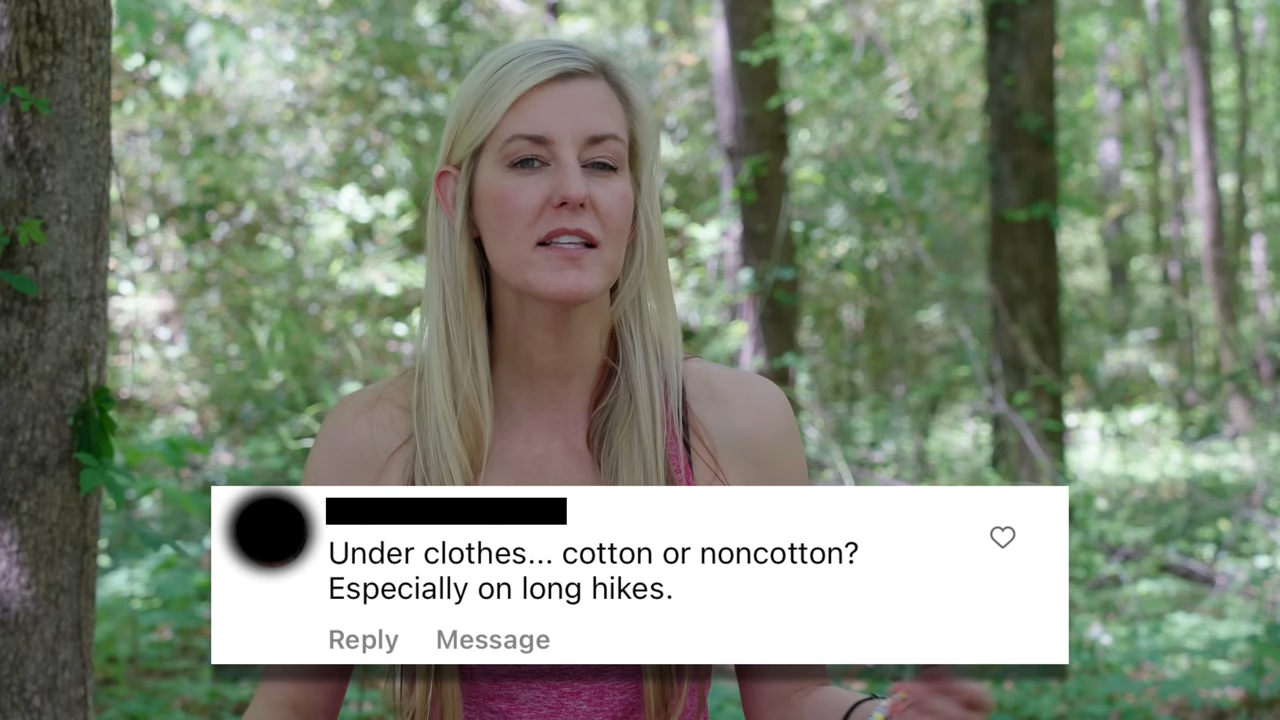 Under clothes... cotton or noncotton?
Especially on long hikes.
Reply Message